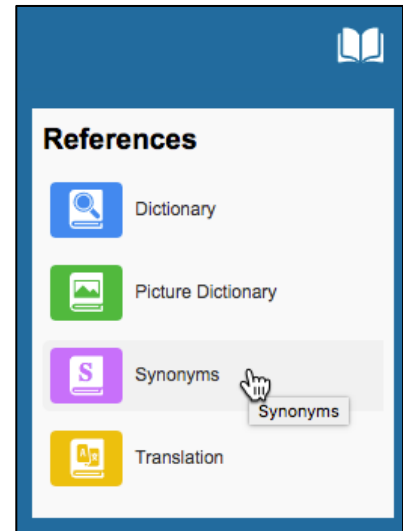 References
Dictionary
Picture Dictionary
S
Synonyms
Synonyms
A
Translation